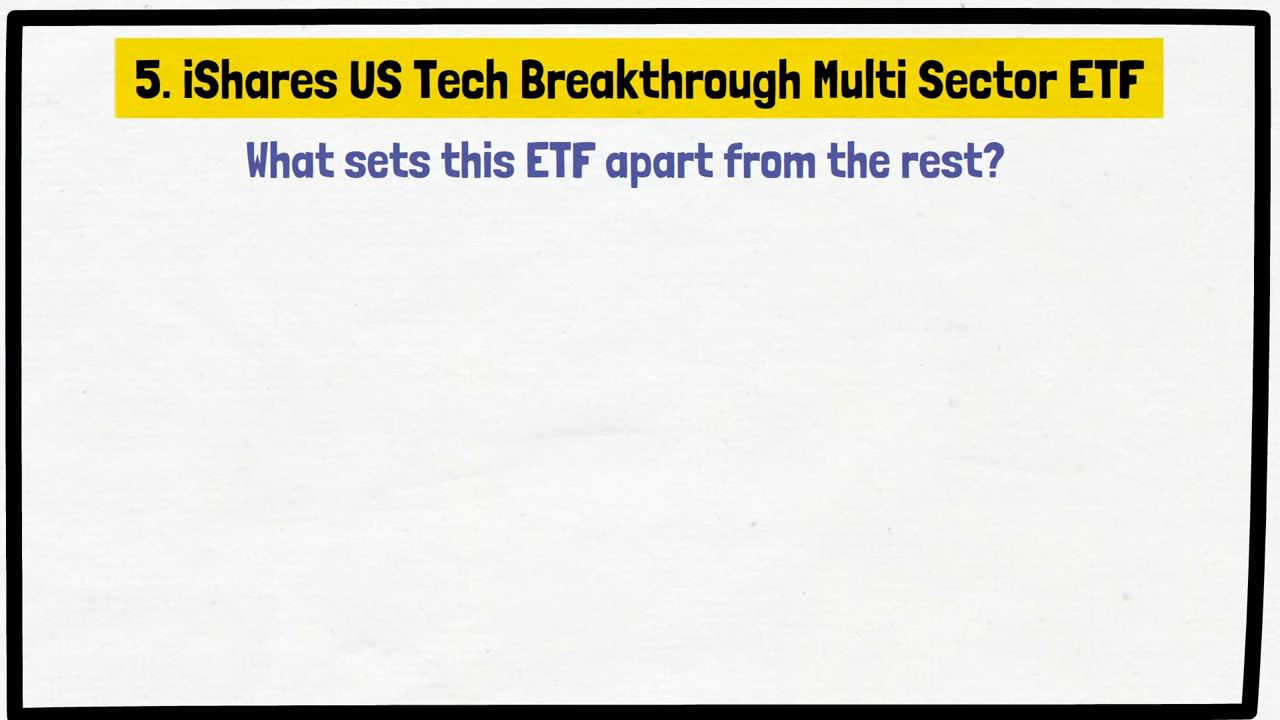 5. iShares US Tech Breakthrough Multi Sector ETF
What sets this ETF apart from the rest?